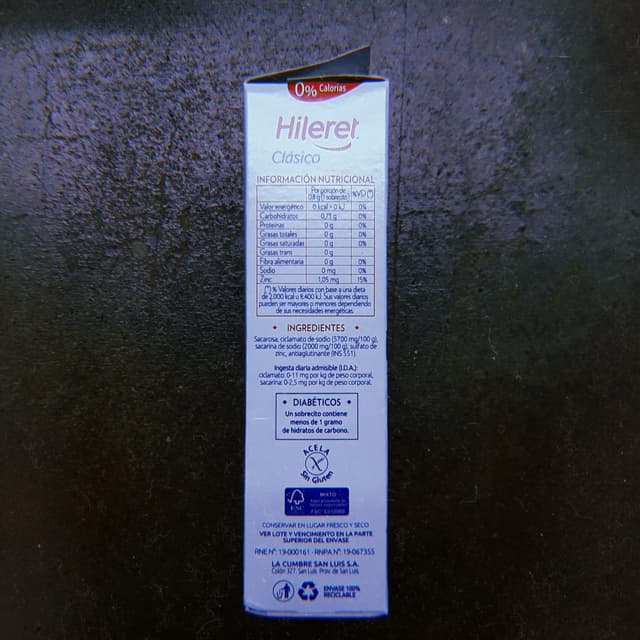 0% Calorías
Hileret
Clásico
INFORMACIÓN NUTRICIONAL
Por porción de 0,8 g (1 sobrecito) %VD (*)
Valor energético 0 kcal = 0 kJ 0%
Carbohidratos 0,71 g 0%
Proteínas 0 g 0%
Grasas totales 0 g 0%
Grasas saturadas 0 g 0%
Grasas trans 0 g
Fibra alimentaria 0 g 0%
Sodio 0 mg 0%
Zinc 1,05 mg 15%
(*) % Valores diarios con base a una dieta
de 2.000 kcal u 8.400 kJ. Sus valores diarios
pueden ser mayores o menores dependiendo
de sus necesidades energéticas.
INGREDIENTES
Sacarosa, ciclamato de sodio (5700 mg/100 g),
sacarina de sodio (2000 mg/100 g), sulfato de
zinc, antiaglutinante (INS 551).
Ingesta diaria admisible (I.D.A.):
ciclamato 0-11 mg por kg de peso corporal,
sacarina: 0-2,5 mg por kg de peso corporal.
DIABÉTICOS
Un sobrecito contiene
menos de 1 gramo
de hidratos de carbono.
ACELA
Sin Gluten
FSC
MIXTO
CONSERVAR EN LUGAR FRESCO Y SECO
VER LOTE Y VENCIMIENTO EN LA PARTE
SUPERIOR DEL ENVASE
RNE Nº: 19-000161 - RNPA Nº: 19-067355
LA CUMBRE SAN LUIS S.A.
Colón 327. San Luis. Prov. de San Luis.
ENVASE 100%
RECICLABLE